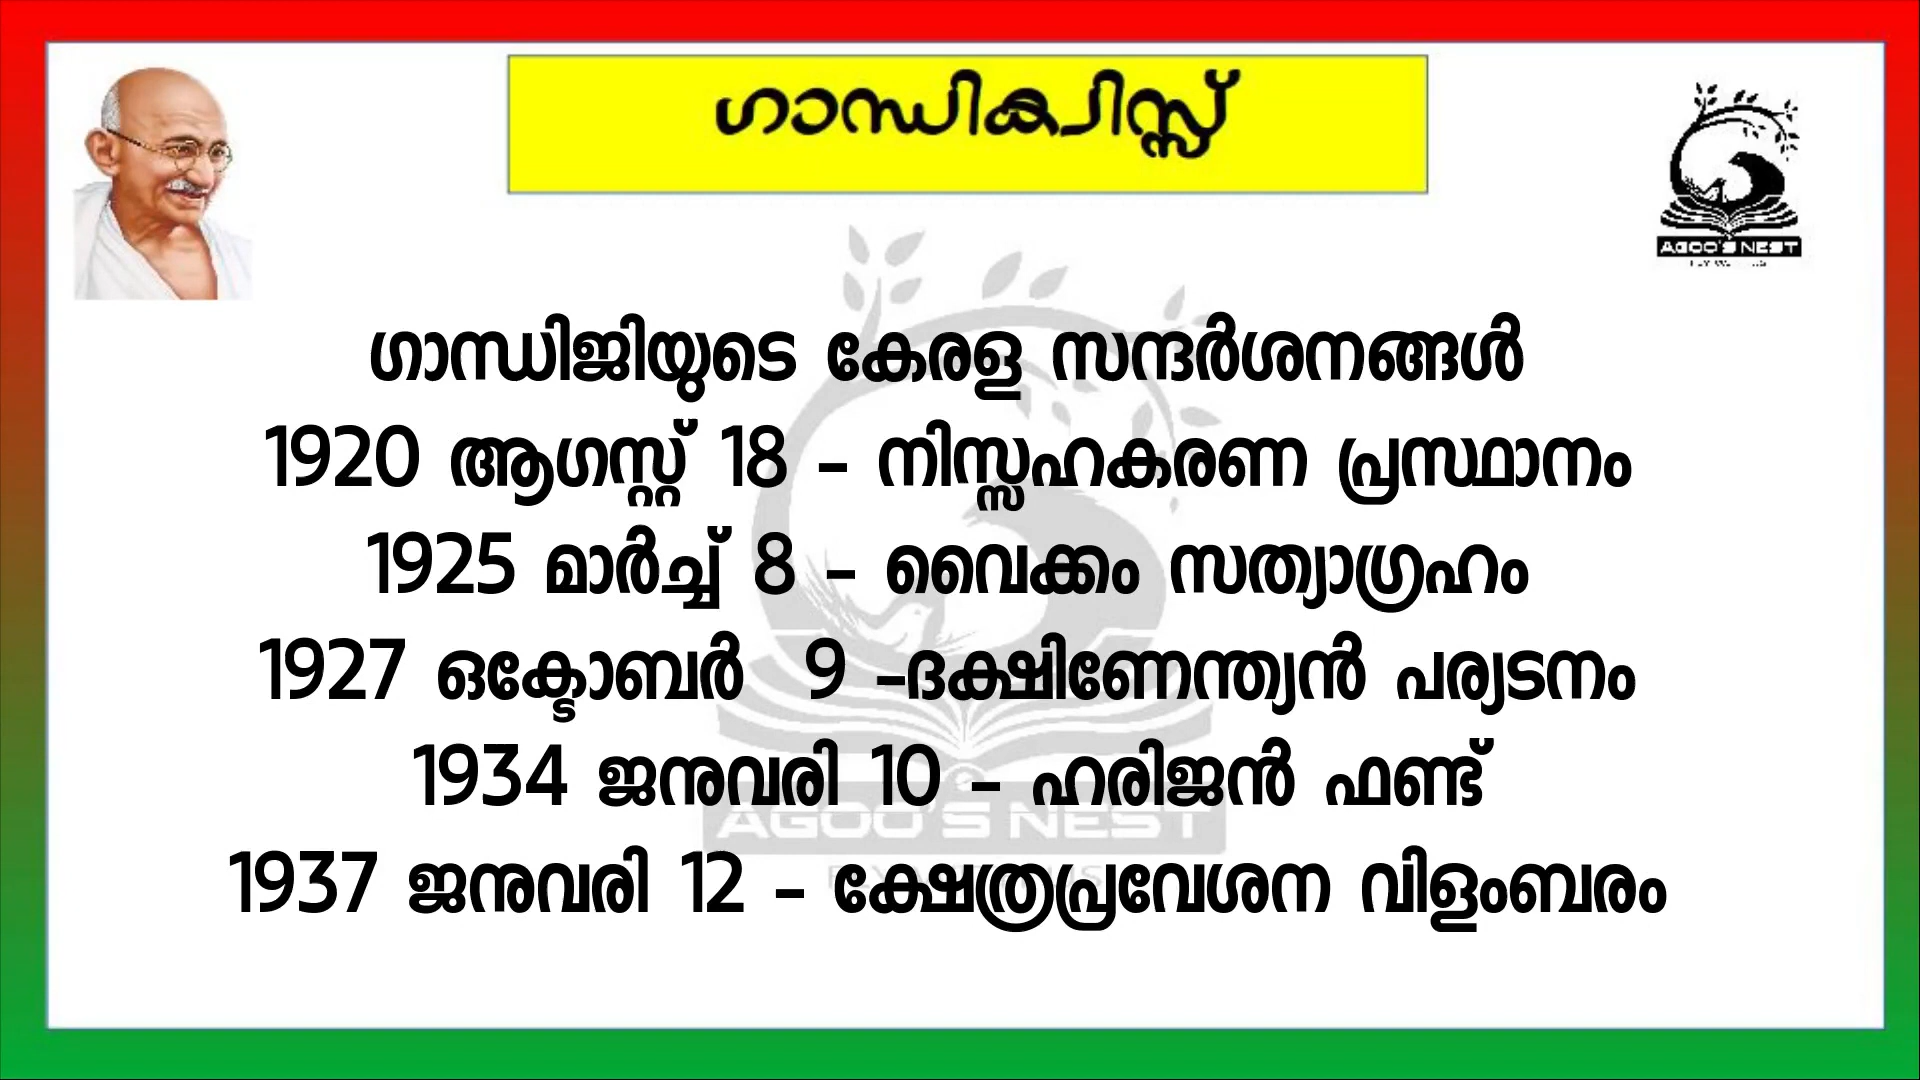 ഗാന്ധിക്വിസ്സ്
AGOO'S NEST
ഗാന്ധിജിയുടെ കേരള സന്ദർശനങ്ങൾ
1920 ആഗസ്റ്റ് 18 - നിസ്സഹകരണ പ്രസ്ഥാനം
1925 മാർച്ച് 8 - വൈക്കം സത്യാഗ്രഹം
1927 ഒക്ടോബർ 9 -ദക്ഷിണേന്ത്യൻ പര്യടനം
1934 ജനുവരി 10 - ഹരിജൻ ഫണ്ട്
AGOO'S NEST
1937 ജനുവരി 12 - ക്ഷേത്രപ്രവേശന വിളംബരം